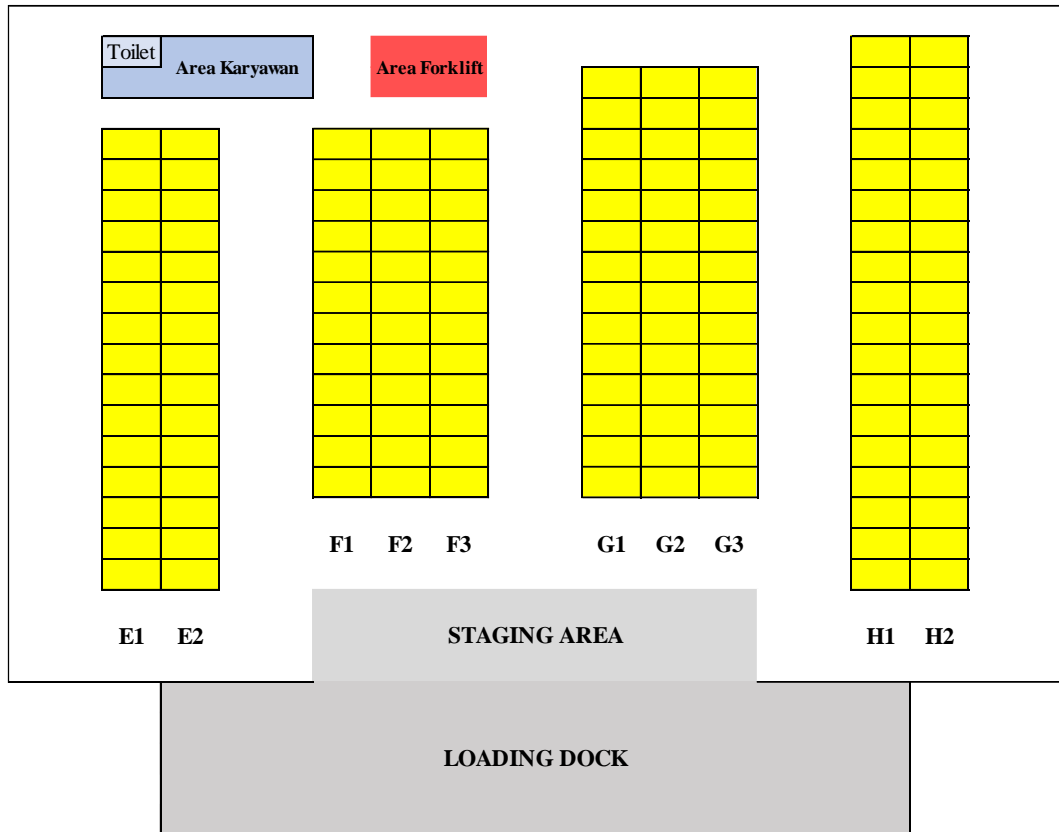 Toilet
Area Karyawan
Area Forklift
F1 F2 F3
G1 G2 G3
E1 E2
STAGING AREA
H1 H2
LOADING DOCK